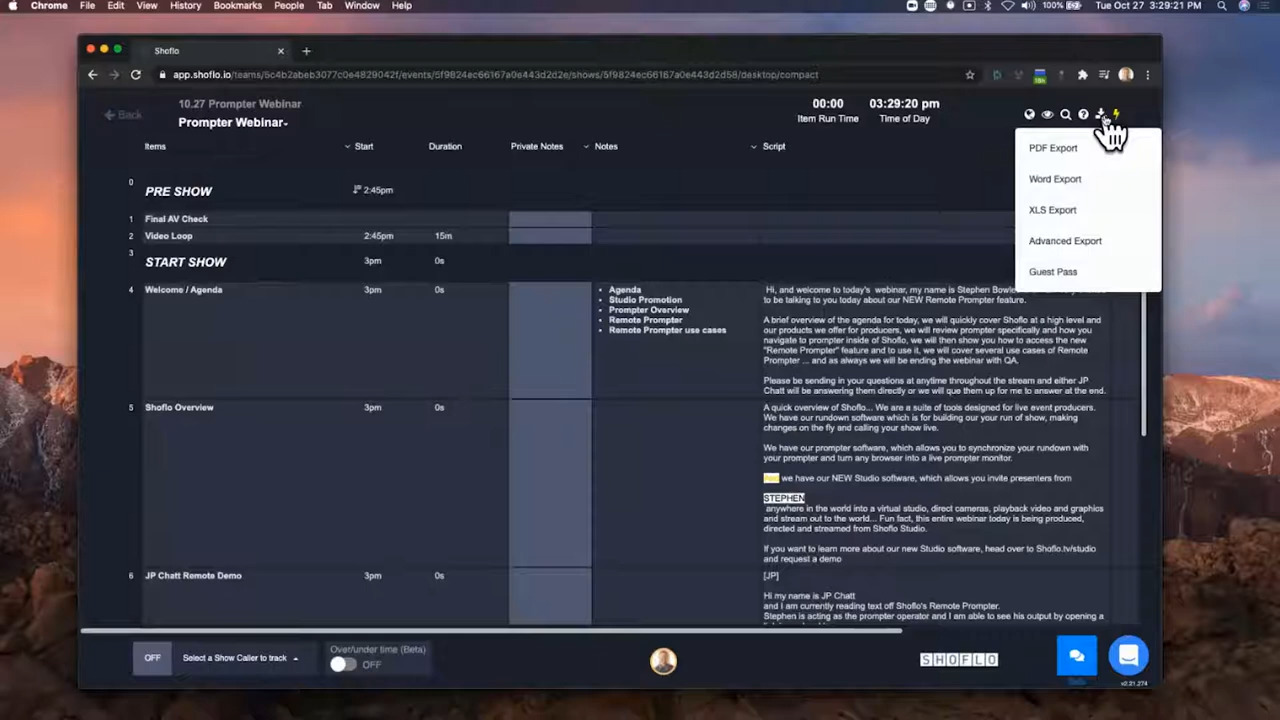 Chrome File Edit View History Bookmarks People Tab Window Help
100% Tue Oct 27 3:29:21 PM
Shoflo
app.shoflo.io/teams/5c4b2abeb3077c0e4829042f/events/5f9824ec66167a0e443d2d2e/shows/5f9824ec66167a0e443d2d58/desktop/compact
Back
10.27 Prompter Webinar
Prompter Webinar
00:00
Item Run Time
03:29:20 pm
Time of Day
Items Start Duration Private Notes Notes Script
PDF Export
Word Export
XLS Export
Advanced Export
Guest Pass
0 PRE SHOW 2:45pm
1 Final AV Check
2 Video Loop 2:45pm 15m
3 START SHOW 3pm 0s
4 Welcome / Agenda 3pm 0s
• Agenda
• Studio Promotion
• Prompter Overview
• Remote Prompter
• Remote Prompter use cases
Hi, and welcome to today's webinar, my name is Stephen
to be talking to you today about our NEW Remote Prompter feature.
A brief overview of the agenda for today, we will quickly cover Shoflo at a high level and
our products we offer for producers, we will review prompter specifically and how you
navigate to prompter inside of Shoflo, we will then show you how to access the new
"Remote Prompter" feature and to use it, we will cover several use cases of Remote
Prompter ... and as always we will be ending the webinar with QA.
Please be sending in your questions at anytime throughout the stream and either JP
Chatt will be answering them directly or we will que them up for me to answer at the end.
5 Shoflo Overview 3pm 0s
A quick overview of Shoflo... We are a suite of tools designed for live event producers.
We have our rundown software which is for building our your run of show, making
changes on the fly and calling your show live.
We have our prompter software, which allows you to synchronize your rundown with
your prompter and turn any browser into a live prompter monitor.
we have our NEW Studio software, which allows you invite presenters from
STEPHEN
anywhere in the world into a virtual studio, direct cameras, playback video and graphics
and stream out to the world... Fun fact, this entire webinar today is being produced,
directed and streamed from Shoflo Studio.
If you want to learn more about our new Studio software, head over to Shoflo.tv/studio
and request a demo
6 JP Chatt Remote Demo 3pm 0s
[JP]
Hi my name is JP Chatt
and I am currently reading text off Shoflo's Remote Prompter.
Stephen is acting as the prompter operator and I am able to see his output by opening a
OFF Select a Show Caller to track
Over/under time (Beta)
OFF
SHOFLO
v2.21.274